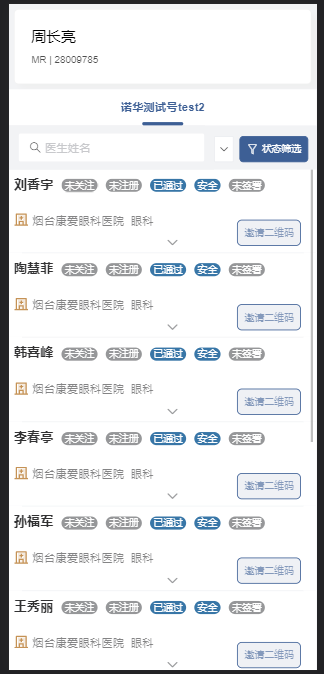 周长亮
MR | 28009785
诺华测试号test2
医生姓名 状态筛选
刘香宇 未关注 未注册 已通过 安全 未签署
烟台康爱眼科医院 眼科
邀请二维码
陶慧菲 未关注 未注册 已通过 安全 未签署
烟台康爱眼科医院 眼科
邀请二维码
韩喜峰 未关注 未注册 已通过 安全 未签署
烟台康爱眼科医院 眼科
邀请二维码
李春亭 未关注 未注册 已通过 安全 未签署
烟台康爱眼科医院 眼科
邀请二维码
孙福军 未关注 未注册 已通过 安全 未签署
烟台康爱眼科医院 眼科
邀请二维码
王秀丽 未关注 未注册 已通过 安全 未签署
烟台康爱眼科医院 眼科
邀请二维码